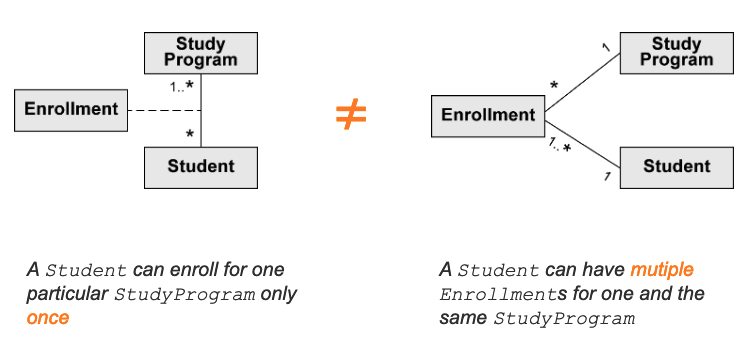 Study
Program
1..*
Enrollment
*
Student
≠
Study
Program
1
*
Enrollment
1..*
1
Student
A Student can enroll for one
particular StudyProgram only
once
A Student can have mutiple
Enrollments for one and the
same StudyProgram